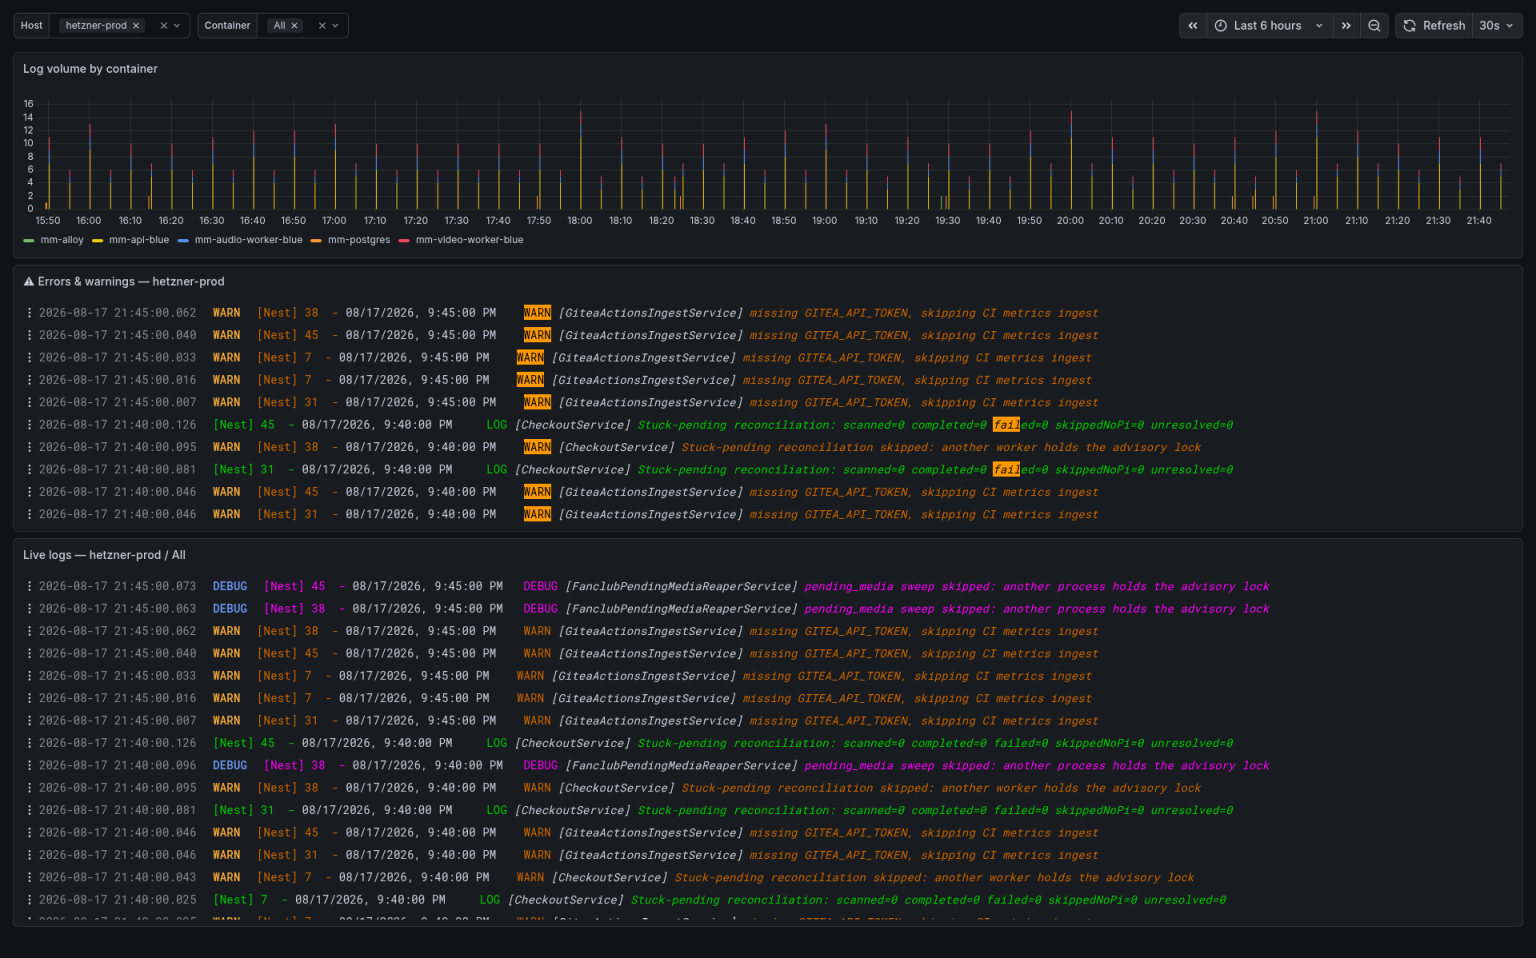 Host hetzner-prod Container All Last 6 hours Refresh 30s
Log volume by container
16
14
12
10
8
6
4
2
0
15:50 16:00 16:10 16:20 16:30 16:40 16:50 17:00 17:10 17:20 17:30 17:40 17:50 18:00 18:10 18:20 18:30 18:40 18:50 19:00 19:10 19:20 19:30 19:40 19:50 20:00 20:10 20:20 20:30 20:40 20:50 21:00 21:10 21:20 21:30 21:40
mm-alloy mm-api-blue mm-audio-worker-blue mm-postgres mm-video-worker-blue
⚠ Errors & warnings — hetzner-prod
2026-08-17 21:45:00.062 WARN [Nest] 38 - 08/17/2026, 9:45:00 PM WARN [GiteaActionsIngestService] missing GITEA_API_TOKEN, skipping CI metrics ingest
2026-08-17 21:45:00.040 WARN [Nest] 45 - 08/17/2026, 9:45:00 PM WARN [GiteaActionsIngestService] missing GITEA_API_TOKEN, skipping CI metrics ingest
2026-08-17 21:45:00.033 WARN [Nest] 7 - 08/17/2026, 9:45:00 PM WARN [GiteaActionsIngestService] missing GITEA_API_TOKEN, skipping CI metrics ingest
2026-08-17 21:45:00.016 WARN [Nest] 7 - 08/17/2026, 9:45:00 PM WARN [GiteaActionsIngestService] missing GITEA_API_TOKEN, skipping CI metrics ingest
2026-08-17 21:45:00.007 WARN [Nest] 31 - 08/17/2026, 9:45:00 PM WARN [GiteaActionsIngestService] missing GITEA_API_TOKEN, skipping CI metrics ingest
2026-08-17 21:40:00.126 [Nest] 45 - 08/17/2026, 9:40:00 PM LOG [CheckoutService] Stuck-pending reconciliation: scanned=0 completed=0 failed=0 skippedNoPi=0 unresolved=0
2026-08-17 21:40:00.095 WARN [Nest] 38 - 08/17/2026, 9:40:00 PM WARN [CheckoutService] Stuck-pending reconciliation skipped: another worker holds the advisory lock
2026-08-17 21:40:00.081 [Nest] 31 - 08/17/2026, 9:40:00 PM LOG [CheckoutService] Stuck-pending reconciliation: scanned=0 completed=0 failed=0 skippedNoPi=0 unresolved=0
2026-08-17 21:40:00.046 WARN [Nest] 45 - 08/17/2026, 9:40:00 PM WARN [GiteaActionsIngestService] missing GITEA_API_TOKEN, skipping CI metrics ingest
2026-08-17 21:40:00.046 WARN [Nest] 31 - 08/17/2026, 9:40:00 PM WARN [GiteaActionsIngestService] missing GITEA_API_TOKEN, skipping CI metrics ingest
Live logs — hetzner-prod / All
2026-08-17 21:45:00.073 DEBUG [Nest] 45 - 08/17/2026, 9:45:00 PM DEBUG [FanclubPendingMediaReaperService] pending_media sweep skipped: another process holds the advisory lock
2026-08-17 21:45:00.063 DEBUG [Nest] 38 - 08/17/2026, 9:45:00 PM DEBUG [FanclubPendingMediaReaperService] pending_media sweep skipped: another process holds the advisory lock
2026-08-17 21:45:00.062 WARN [Nest] 38 - 08/17/2026, 9:45:00 PM WARN [GiteaActionsIngestService] missing GITEA_API_TOKEN, skipping CI metrics ingest
2026-08-17 21:45:00.040 WARN [Nest] 45 - 08/17/2026, 9:45:00 PM WARN [GiteaActionsIngestService] missing GITEA_API_TOKEN, skipping CI metrics ingest
2026-08-17 21:45:00.033 WARN [Nest] 7 - 08/17/2026, 9:45:00 PM WARN [GiteaActionsIngestService] missing GITEA_API_TOKEN, skipping CI metrics ingest
2026-08-17 21:45:00.016 WARN [Nest] 7 - 08/17/2026, 9:45:00 PM WARN [GiteaActionsIngestService] missing GITEA_API_TOKEN, skipping CI metrics ingest
2026-08-17 21:45:00.007 WARN [Nest] 31 - 08/17/2026, 9:45:00 PM WARN [GiteaActionsIngestService] missing GITEA_API_TOKEN, skipping CI metrics ingest
2026-08-17 21:40:00.126 [Nest] 45 - 08/17/2026, 9:40:00 PM LOG [CheckoutService] Stuck-pending reconciliation: scanned=0 completed=0 failed=0 skippedNoPi=0 unresolved=0
2026-08-17 21:40:00.096 DEBUG [Nest] 38 - 08/17/2026, 9:40:00 PM DEBUG [FanclubPendingMediaReaperService] pending_media sweep skipped: another process holds the advisory lock
2026-08-17 21:40:00.095 WARN [Nest] 38 - 08/17/2026, 9:40:00 PM WARN [CheckoutService] Stuck-pending reconciliation skipped: another worker holds the advisory lock
2026-08-17 21:40:00.081 [Nest] 31 - 08/17/2026, 9:40:00 PM LOG [CheckoutService] Stuck-pending reconciliation: scanned=0 completed=0 failed=0 skippedNoPi=0 unresolved=0
2026-08-17 21:40:00.046 WARN [Nest] 45 - 08/17/2026, 9:40:00 PM WARN [GiteaActionsIngestService] missing GITEA_API_TOKEN, skipping CI metrics ingest
2026-08-17 21:40:00.046 WARN [Nest] 31 - 08/17/2026, 9:40:00 PM WARN [GiteaActionsIngestService] missing GITEA_API_TOKEN, skipping CI metrics ingest
2026-08-17 21:40:00.043 WARN [Nest] 7 - 08/17/2026, 9:40:00 PM WARN [CheckoutService] Stuck-pending reconciliation skipped: another worker holds the advisory lock
2026-08-17 21:40:00.025 [Nest] 7 - 08/17/2026, 9:40:00 PM LOG [CheckoutService] Stuck-pending reconciliation: scanned=0 completed=0 failed=0 skippedNoPi=0 unresolved=0